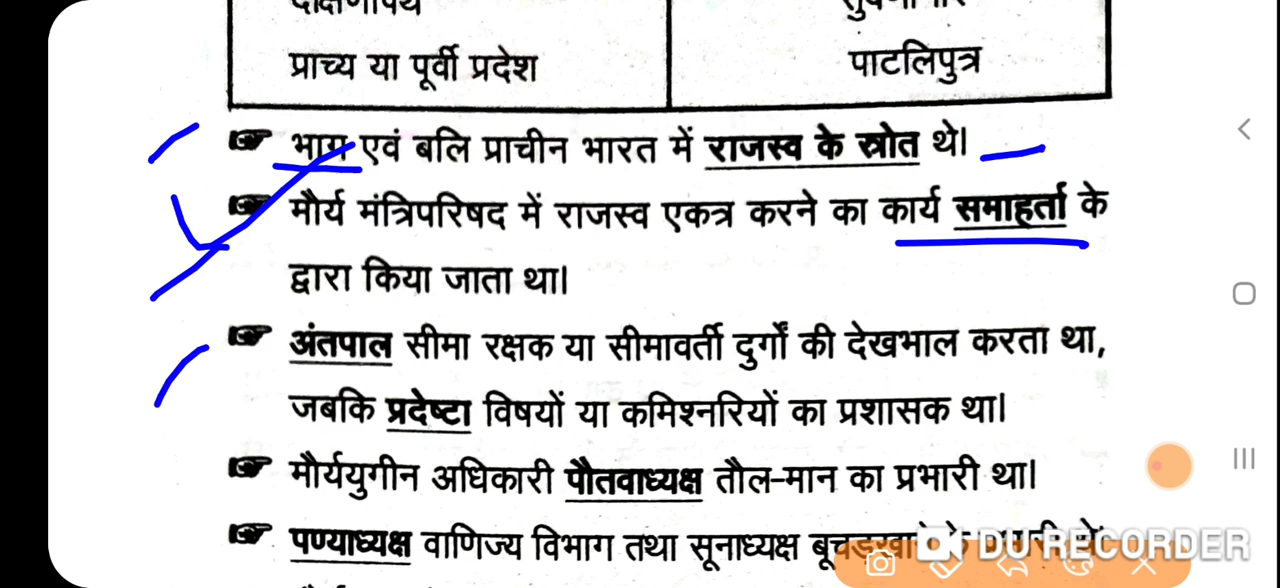 प्राच्य या पूर्वी प्रदेश पाटलिपुत्र
भाग एवं बलि प्राचीन भारत में राजस्व के स्रोत थे।
मौर्य मंत्रिपरिषद में राजस्व एकत्र करने का कार्य समाहर्ता के
द्वारा किया जाता था।
अंतपाल सीमा रक्षक या सीमावर्ती दुर्गों की देखभाल करता था,
जबकि प्रदेष्टा विषयों या कमिश्नरियों का प्रशासक था।
मौर्ययुगीन अधिकारी पौतवाध्यक्ष तौल-मान का प्रभारी था।
पण्याध्यक्ष वाणिज्य विभाग तथा सूनाध्यक्ष
DU RECORDER